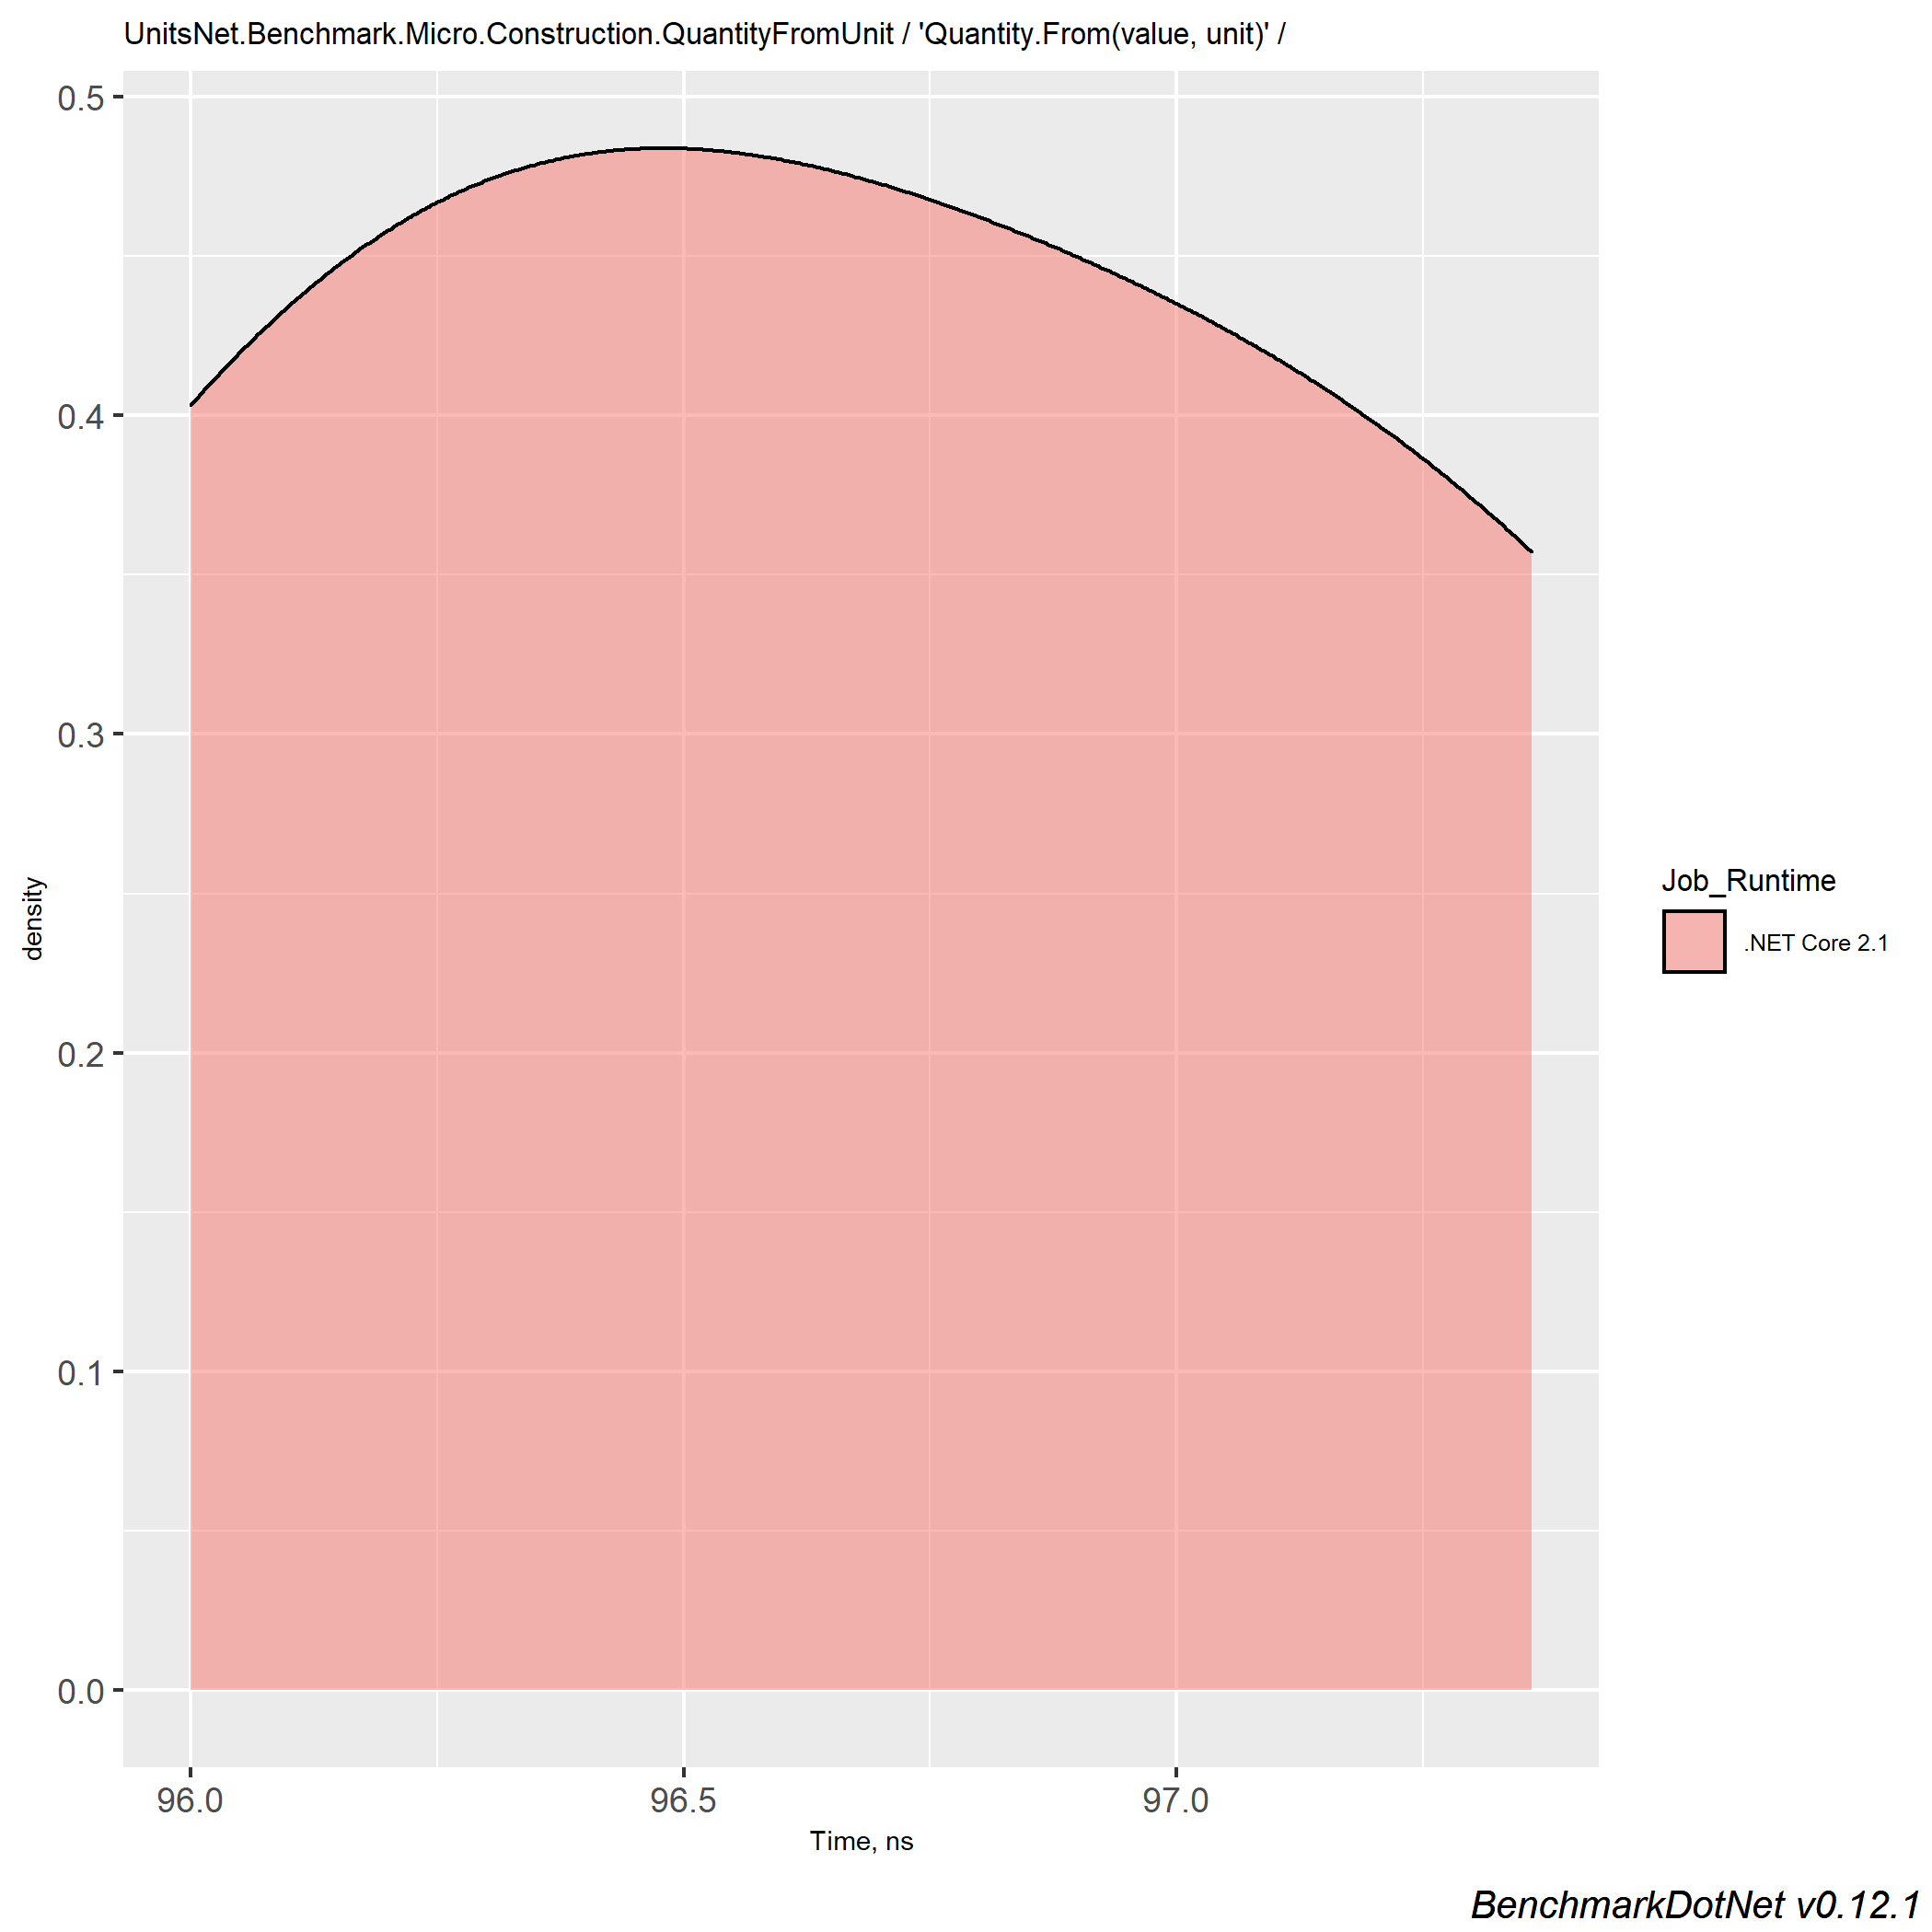 UnitsNet.Benchmark.Micro.Construction.QuantityFromUnit / 'Quantity.From(value, unit)' /
0.5
0.4
0.3
0.2
0.1
0.0
density
96.0
96.5
97.0
Time, ns
Job_Runtime
.NET Core 2.1
BenchmarkDotNet v0.12.1